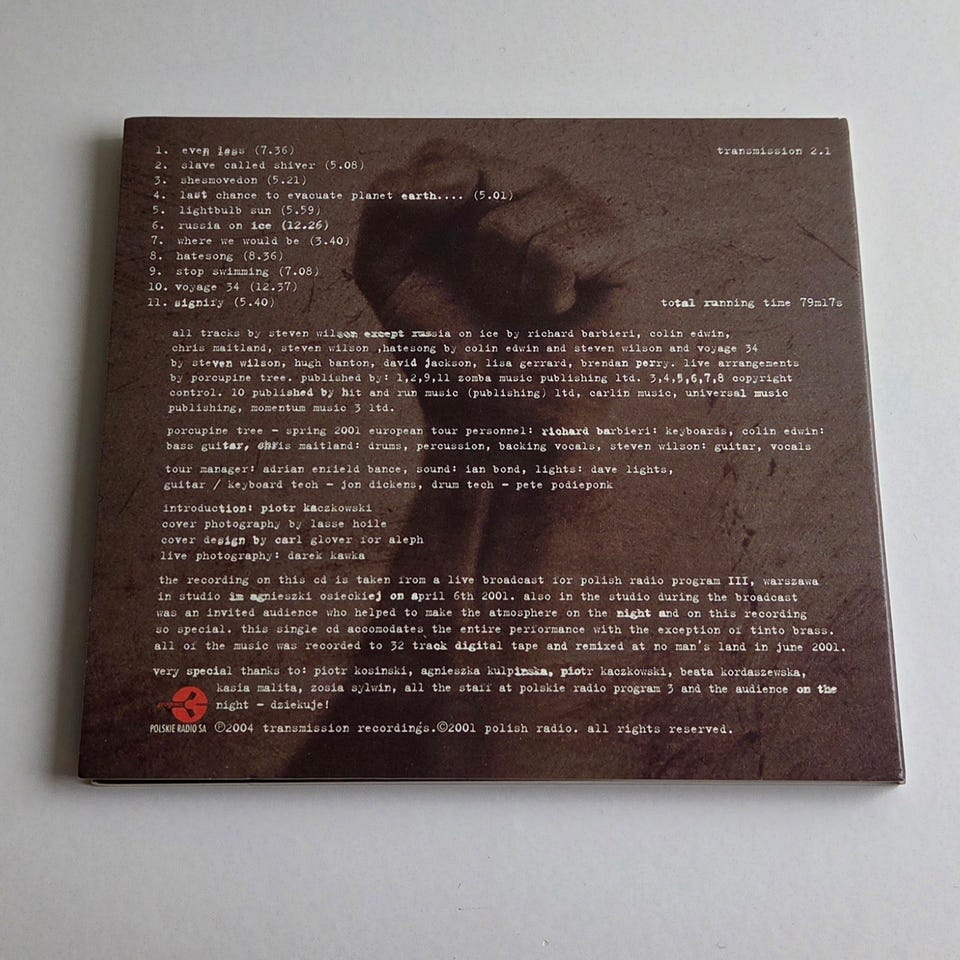 1. even less (7.36)
transmission 2.1
2. slave called shiver (5.08)
3. shesmovedon (5.21)
4. last chance to evacuate planet earth.... (5.01)
5. lightbulb sun (5.59)
6. russia on ice (12.26)
7. where we would be (3.40)
8. hatesong (8.36)
9. stop swimming (7.08)
10. voyage 34 (12.37)
11. signify (5.40)
total running time 79m17s
all tracks by steven wilson except russia on ice by richard barbieri, colin edwin,
chris maitland, steven wilson ,hatesong by colin edwin and steven wilson and voyage 34
by steven wilson, hugh banton, david jackson, lisa gerrard, brendan perry. live arrangements
by porcupine tree. published by: 1,2,9,11 zomba music publishing ltd. 3,4,5,6,7,8 copyright
control. 10 published by hit and run music (publishing) ltd, carlin music, universal music
publishing, momentum music 3 ltd.
porcupine tree - spring 2001 european tour personnel: richard barbieri: keyboards, colin edwin:
bass guitar, chris maitland: drums, percussion, backing vocals, steven wilson: guitar, vocals
tour manager: adrian enfield bance, sound: ian bond, lights: dave lights,
guitar / keyboard tech - jon dickens, drum tech - pete podieponk
introduction: piotr kaczkowski
cover photography by lasse hoile
cover design by carl glover for aleph
live photography: darek kawka
the recording on this cd is taken from a live broadcast for polish radio program III, warszawa
in studio im agnieszki osieckiej on april 6th 2001. also in the studio during the broadcast
was an invited audience who helped to make the atmosphere on the night and on this recording
so special. this single cd accomodates the entire performance with the exception of tinto brass.
all of the music was recorded to 32 track digital tape and remixed at no man's land in june 2001.
very special thanks to: piotr kosinski, agnieszka kulpinska, piotr kaczkowski, beata kordaszewska,
kasia malita, zosia sylwin, all the staff at polskie radio program 3 and the audience on the
night - dziekuje!
POLSKIE RADIO SA
℗2004 transmission recordings.©2001 polish radio. all rights reserved.